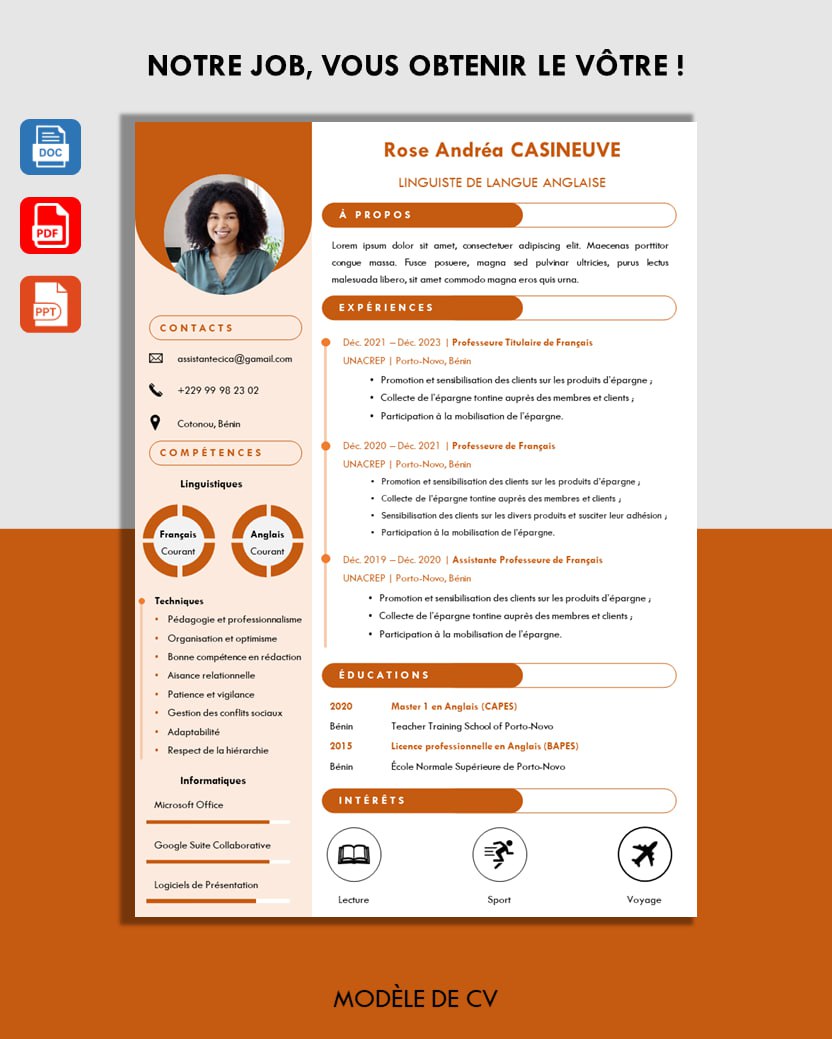 NOTRE JOB, VOUS OBTENIR LE VÔTRE !
DOC
PDF
PPT
CONTACTS
assistantecica@gamail.com
+229 99 98 23 02
Cotonou, Bénin
COMPÉTENCES
Linguistiques
Français
Courant
Anglais
Courant
Techniques
• Pédagogie et professionnalisme
• Organisation et optimisme
• Bonne compétence en rédaction
• Aisance relationnelle
• Patience et vigilance
• Gestion des conflits sociaux
• Adaptabilité
• Respect de la hiérarchie
Informatiques
Microsoft Office
Google Suite Collaborative
Logiciels de Présentation
Rose Andréa CASINEUVE
LINGUISTE DE LANGUE ANGLAISE
À PROPOS
Lorem ipsum dolor sit amet, consectetuer adipiscing elit. Maecenas porttitor
congue massa. Fusce posuere, magna sed pulvinar ultricies, purus lectus
malesuada libero, sit amet commodo magna eros quis urna.
EXPÉRIENCES
Déc. 2021 – Déc. 2023 | Professeure Titulaire de Français
UNACREP | Porto-Novo, Bénin
• Promotion et sensibilisation des clients sur les produits d'épargne ;
• Collecte de l'épargne tontine auprès des membres et clients ;
• Participation à la mobilisation de l'épargne.
Déc. 2020 – Déc. 2021 | Professeure de Français
UNACREP | Porto-Novo, Bénin
• Promotion et sensibilisation des clients sur les produits d'épargne ;
• Collecte de l'épargne tontine auprès des membres et clients ;
• Sensibilisation des clients sur les divers produits et susciter leur adhésion ;
• Participation à la mobilisation de l'épargne.
Déc. 2019 – Déc. 2020 | Assistante Professeure de Français
UNACREP | Porto-Novo, Bénin
• Promotion et sensibilisation des clients sur les produits d'épargne ;
• Collecte de l'épargne tontine auprès des membres et clients ;
• Participation à la mobilisation de l'épargne.
ÉDUCATIONS
2020 Master 1 en Anglais (CAPES)
Bénin Teacher Training School of Porto-Novo
2015 Licence professionnelle en Anglais (BAPES)
Bénin École Normale Supérieure de Porto-Novo
INTÉRÊTS
Lecture Sport Voyage
MODÈLE DE CV